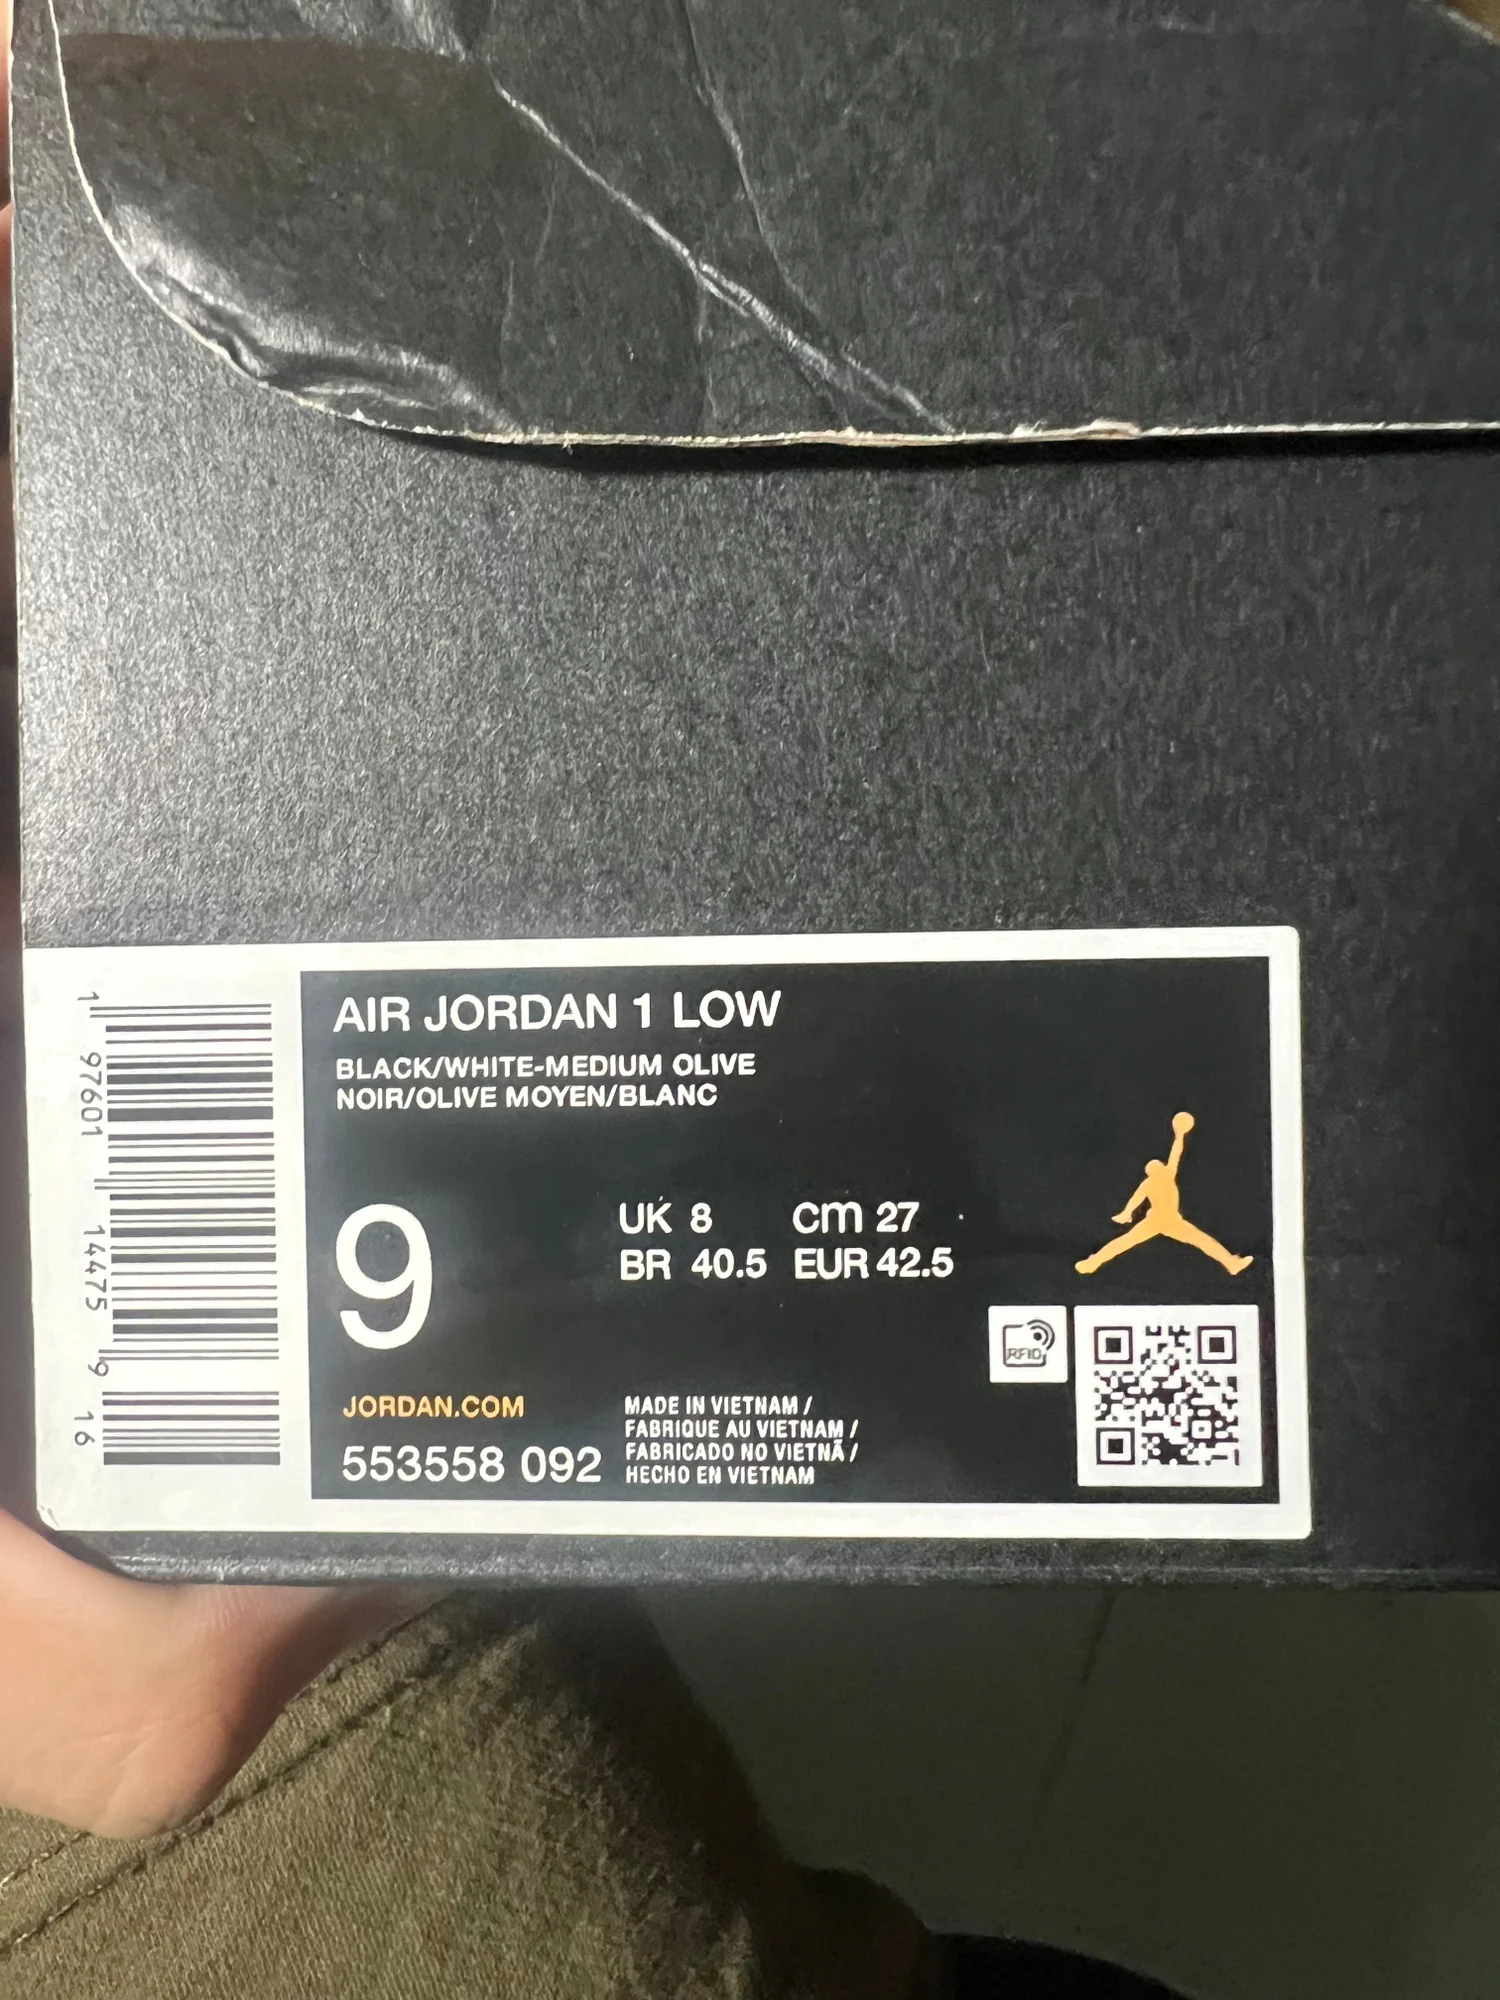 AIR JORDAN 1 LOW
BLACK/WHITE-MEDIUM OLIVE
NOIR/OLIVE MOYEN/BLANC
9
UK 8 cm 27
BR 40.5 EUR 42.5
RFID
JORDAN.COM
553558 092
MADE IN VIETNAM /
FABRIQUE AU VIETNAM /
FABRICADO NO VIETNÃ /
HECHO EN VIETNAM
1 97601 14475 9 16